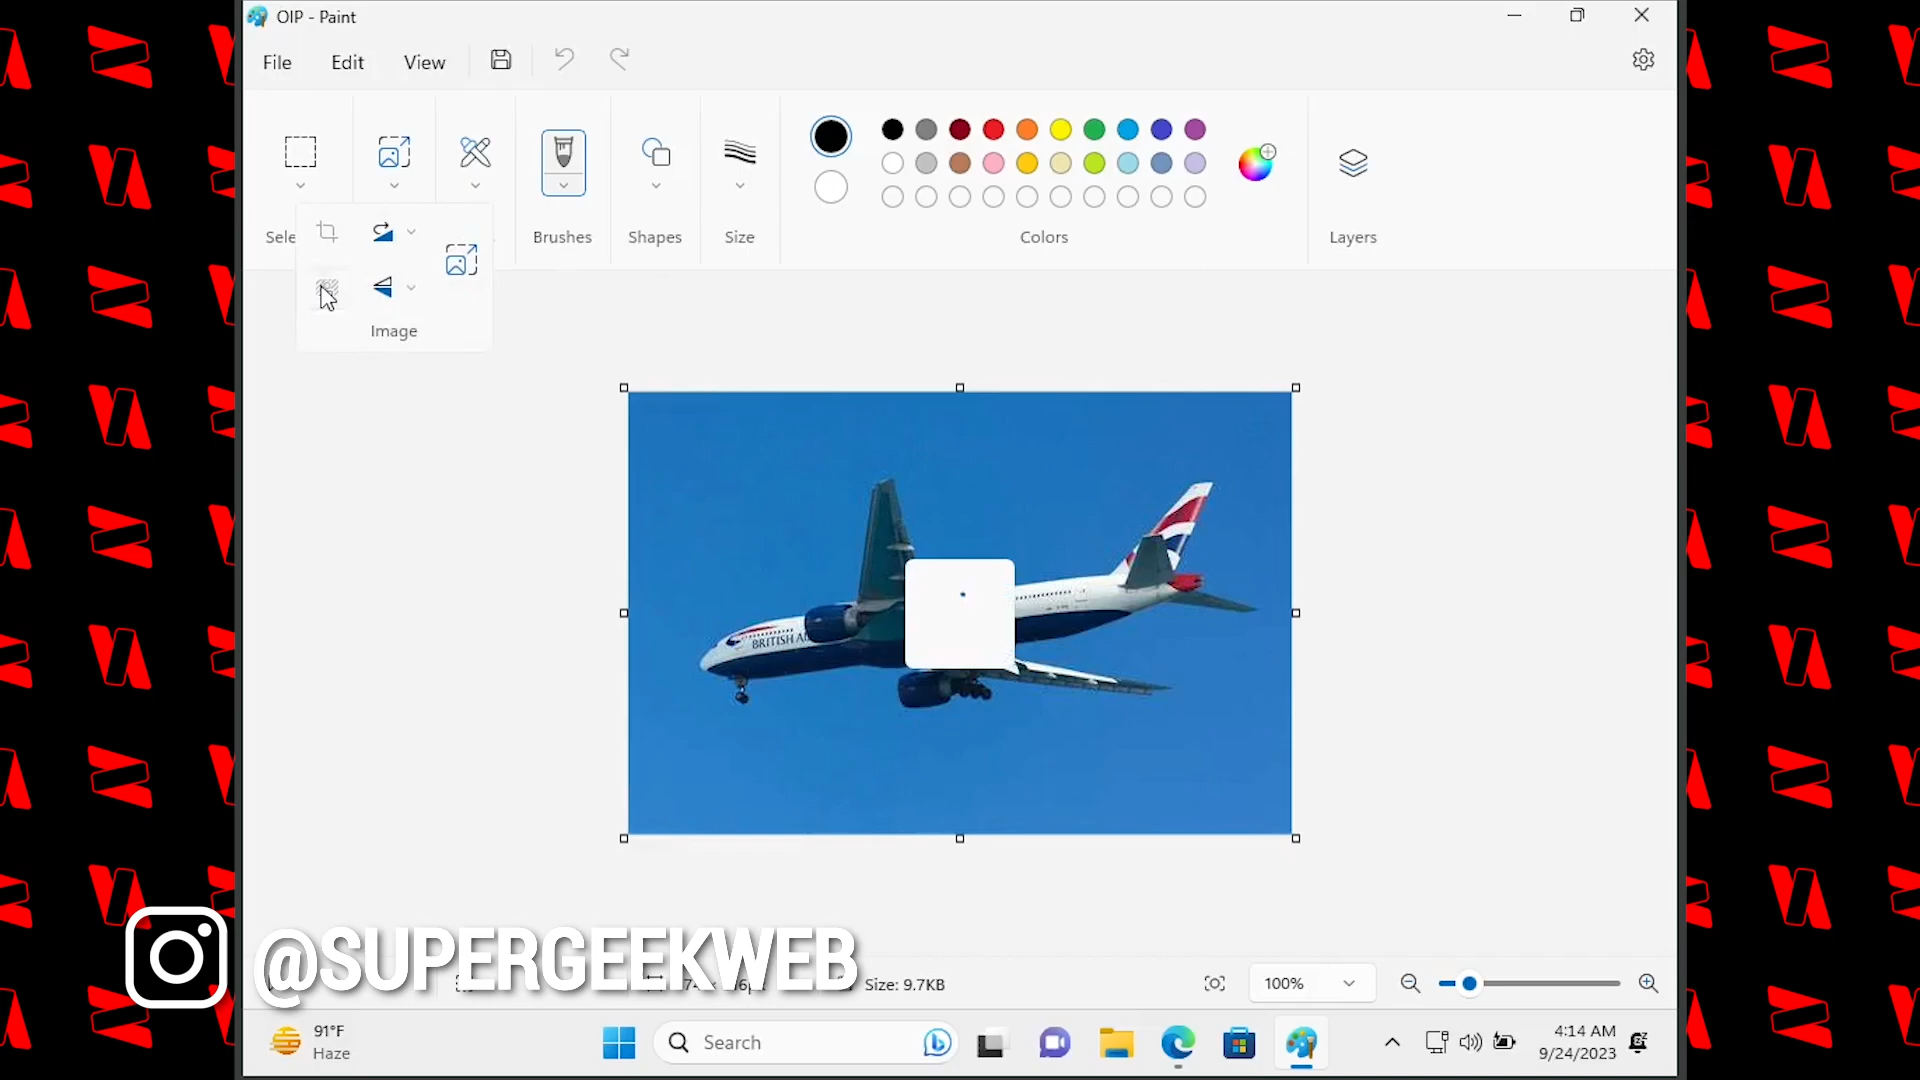 OIP - Paint
File Edit View
Brushes Shapes Size Colors Layers
Image
BRITISH
@SUPERGEEKWEB
Size: 9.7KB
100%
91°F
Haze
Search
4:14 AM
9/24/2023